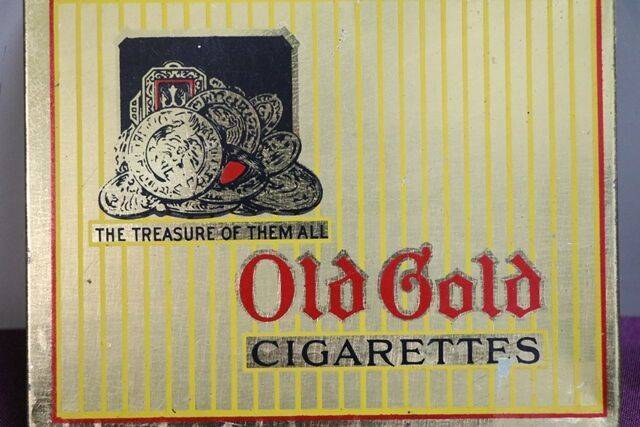 THE TREASURE OF THEM ALL
Old Gold
CIGARETTES